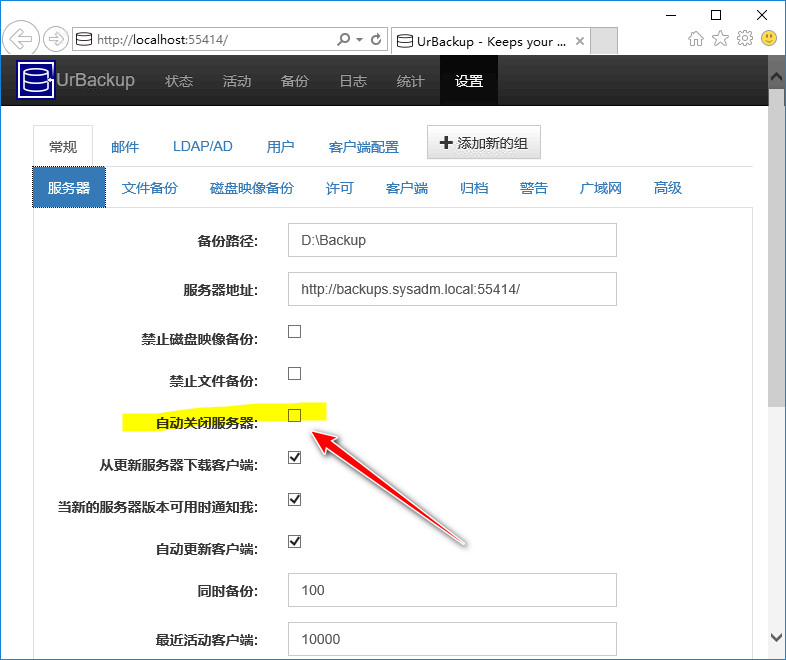 http://localhost:55414/
UrBackup - Keeps your ...
UrBackup 状态 活动 备份 日志 统计 设置
常规 邮件 LDAP/AD 用户 客户端配置 添加新的组
服务器 文件备份 磁盘映像备份 许可 客户端 归档 警告 广域网 高级
备份路径: D:\Backup
服务器地址: http://backups.sysadm.local:55414/
禁止磁盘映像备份:
禁止文件备份:
自动关闭服务器:
从更新服务器下载客户端:
当新的服务器版本可用时通知我:
自动更新客户端:
同时备份: 100
最近活动客户端: 10000